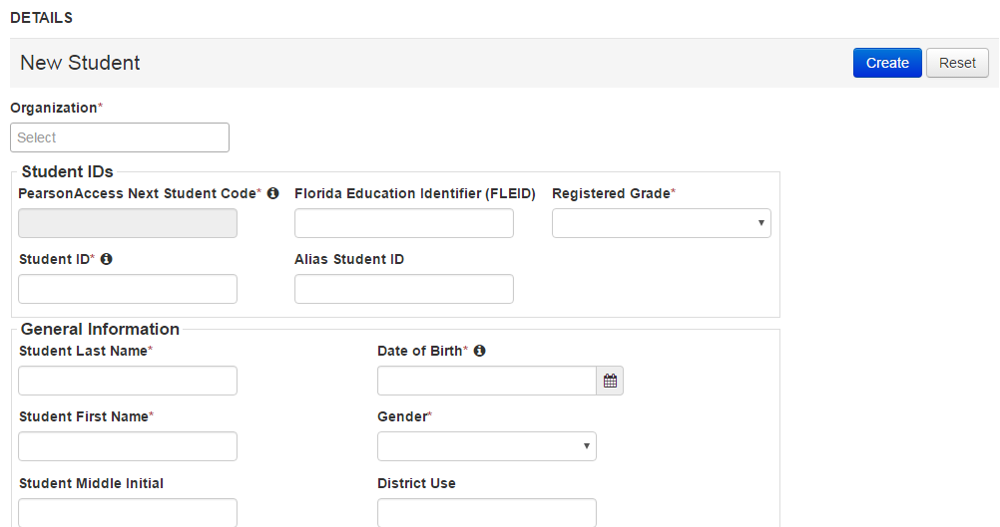 DETAILS
New Student
Create
Reset
Organization*
Select
Student IDs
PearsonAccess Next Student Code*
Florida Education Identifier (FLEID)
Registered Grade*
Student ID*
Alias Student ID
General Information
Student Last Name*
Date of Birth*
Student First Name*
Gender*
Student Middle Initial
District Use